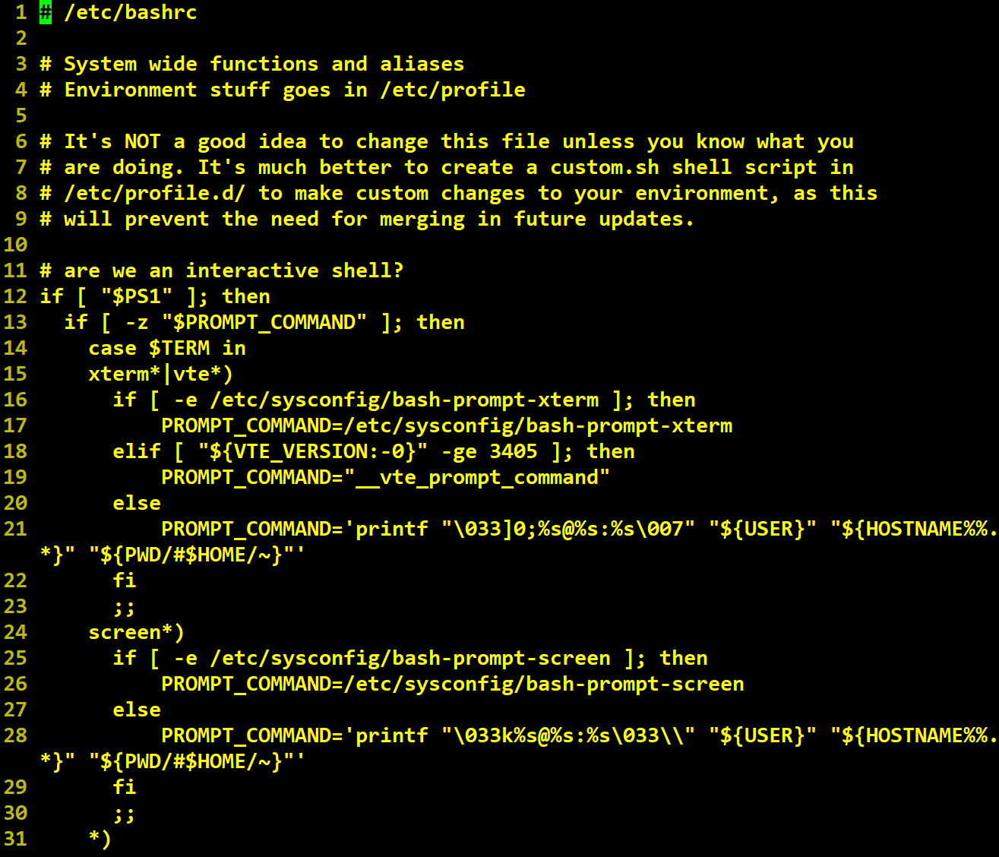 1 # /etc/bashrc
2
3 # System wide functions and aliases
4 # Environment stuff goes in /etc/profile
5
6 # It's NOT a good idea to change this file unless you know what you
7 # are doing. It's much better to create a custom.sh shell script in
8 # /etc/profile.d/ to make custom changes to your environment, as this
9 # will prevent the need for merging in future updates.
10
11 # are we an interactive shell?
12 if [ "$PS1" ]; then
13   if [ -z "$PROMPT_COMMAND" ]; then
14     case $TERM in
15     xterm*|vte*)
16       if [ -e /etc/sysconfig/bash-prompt-xterm ]; then
17           PROMPT_COMMAND=/etc/sysconfig/bash-prompt-xterm
18       elif [ "${VTE_VERSION:-0}" -ge 3405 ]; then
19           PROMPT_COMMAND="__vte_prompt_command"
20       else
21           PROMPT_COMMAND='printf "\033]0;%s@%s:%s\007" "${USER}" "${HOSTNAME%%.
*}" "${PWD/#$HOME/~}"'
22       fi
23       ;;
24     screen*)
25       if [ -e /etc/sysconfig/bash-prompt-screen ]; then
26           PROMPT_COMMAND=/etc/sysconfig/bash-prompt-screen
27       else
28           PROMPT_COMMAND='printf "\033k%s@%s:%s\033\\" "${USER}" "${HOSTNAME%%.
*}" "${PWD/#$HOME/~}"'
29       fi
30       ;;
31     *)